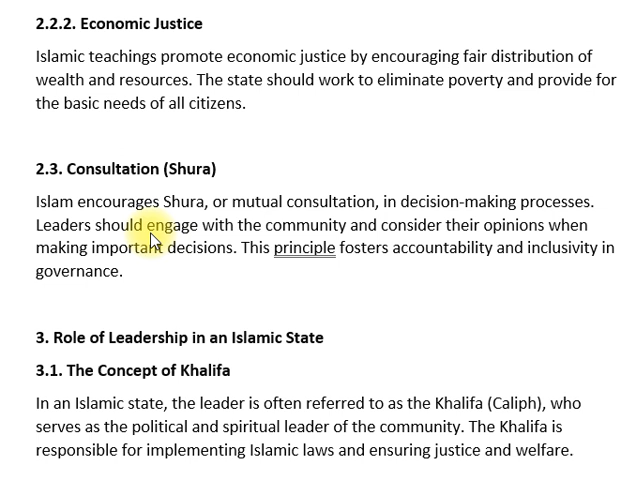 2.2.2. Economic Justice
Islamic teachings promote economic justice by encouraging fair distribution of
wealth and resources. The state should work to eliminate poverty and provide for
the basic needs of all citizens.
2.3. Consultation (Shura)
Islam encourages Shura, or mutual consultation, in decision-making processes.
Leaders should engage with the community and consider their opinions when
making important decisions. This principle fosters accountability and inclusivity in
governance.
3. Role of Leadership in an Islamic State
3.1. The Concept of Khalifa
In an Islamic state, the leader is often referred to as the Khalifa (Caliph), who
serves as the political and spiritual leader of the community. The Khalifa is
responsible for implementing Islamic laws and ensuring justice and welfare.